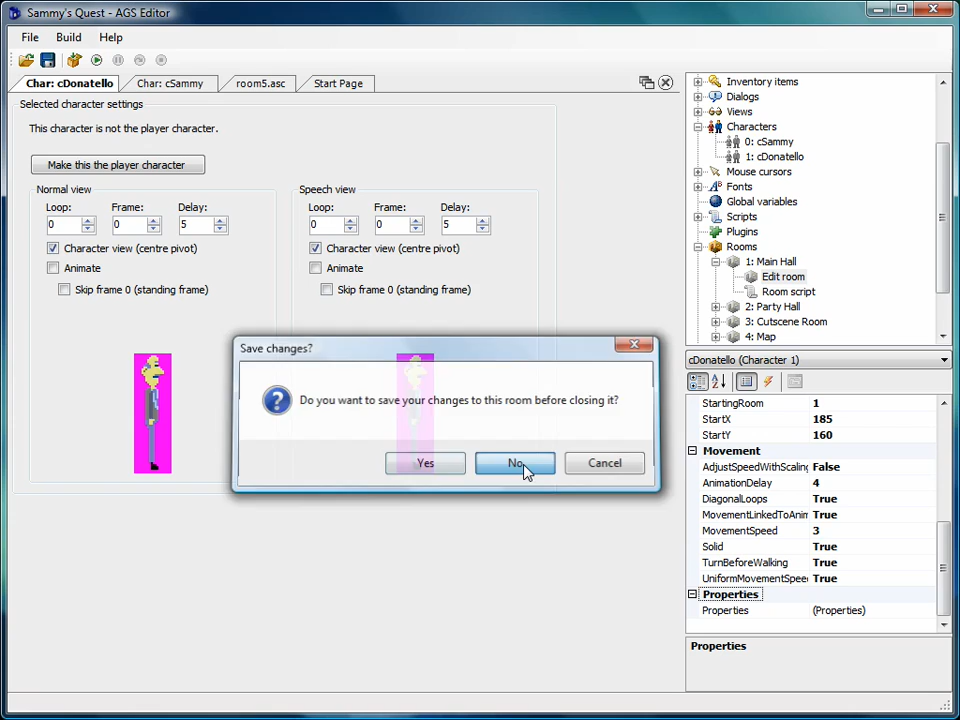 Sammy's Quest - AGS Editor
File Build Help
Char: cDonatello Char: cSammy room5.asc Start Page
Selected character settings
This character is not the player character.
Make this the player character
Normal view
Loop: Frame: Delay:
0 0 5
Character view (centre pivot)
Animate
Skip frame 0 (standing frame)
Speech view
Loop: Frame: Delay:
0 0 5
Character view (centre pivot)
Animate
Skip frame 0 (standing frame)
Save changes?
Do you want to save your changes to this room before closing it?
Yes No Cancel
Inventory items
Dialogs
Views
Characters
0: cSammy
1: cDonatello
Mouse cursors
Fonts
Global variables
Scripts
Plugins
Rooms
1: Main Hall
Edit room
Room script
2: Party Hall
3: Cutscene Room
4: Map
cDonatello (Character 1)
StartingRoom 1
StartX 185
StartY 160
Movement
AdjustSpeedWithScaling False
AnimationDelay 4
DiagonalLoops True
MovementLinkedToAnim True
MovementSpeed 3
Solid True
TurnBeforeWalking True
UniformMovementSpee True
Properties
Properties (Properties)
Properties